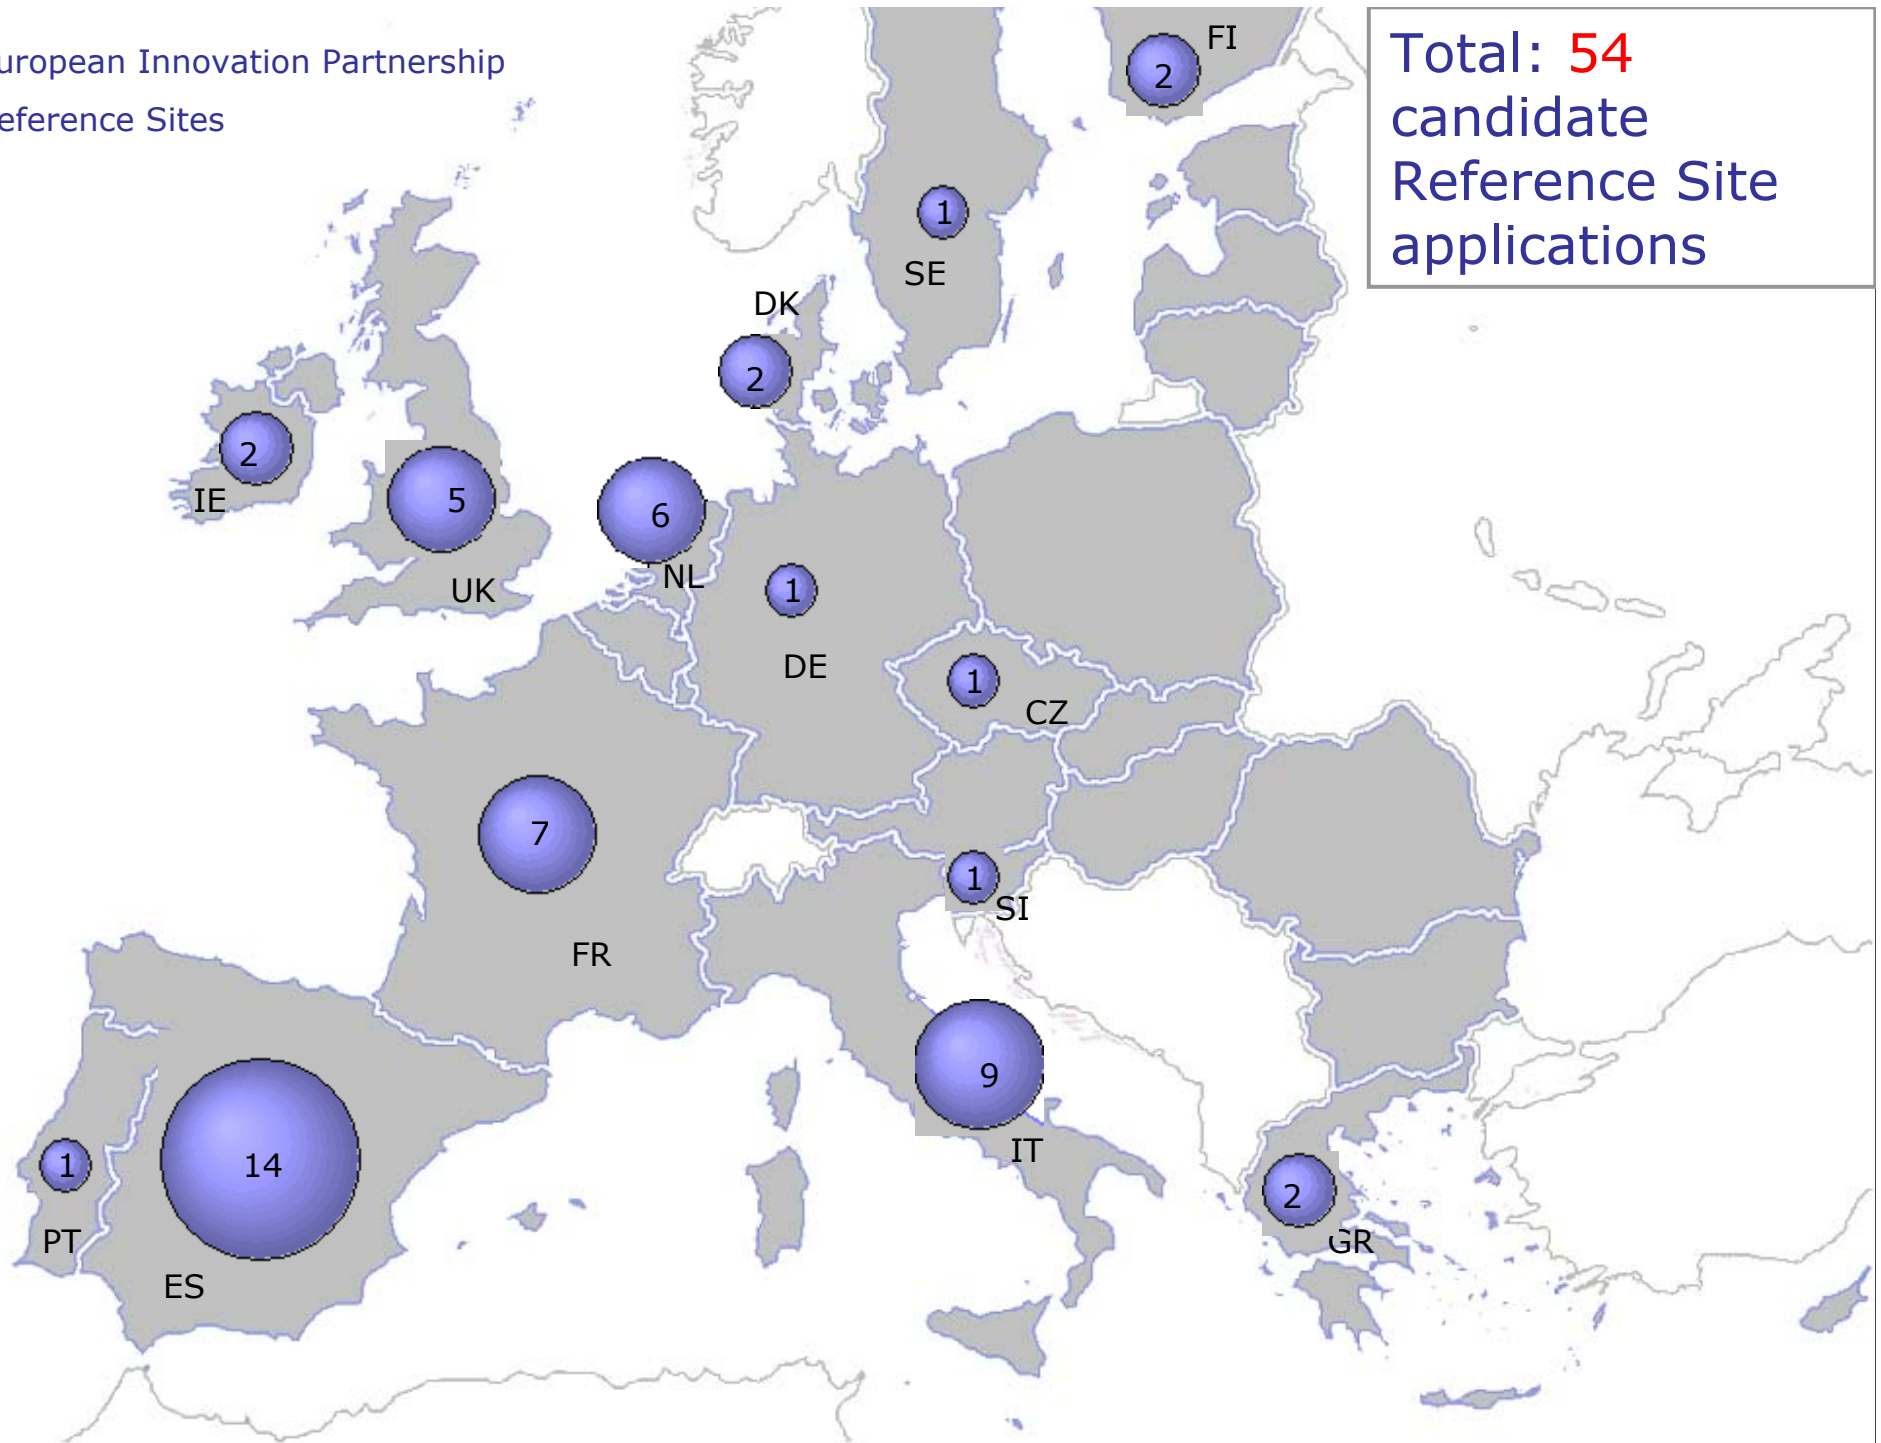 uropean Innovation Partnership
eference Sites
Total: 54
candidate
Reference Site
applications
FI
2
1
SE
DK
2
2
IE
5
UK
6
NL
1
DE
1
CZ
7
FR
1
SI
9
IT
1
PT
14
ES
2
GR